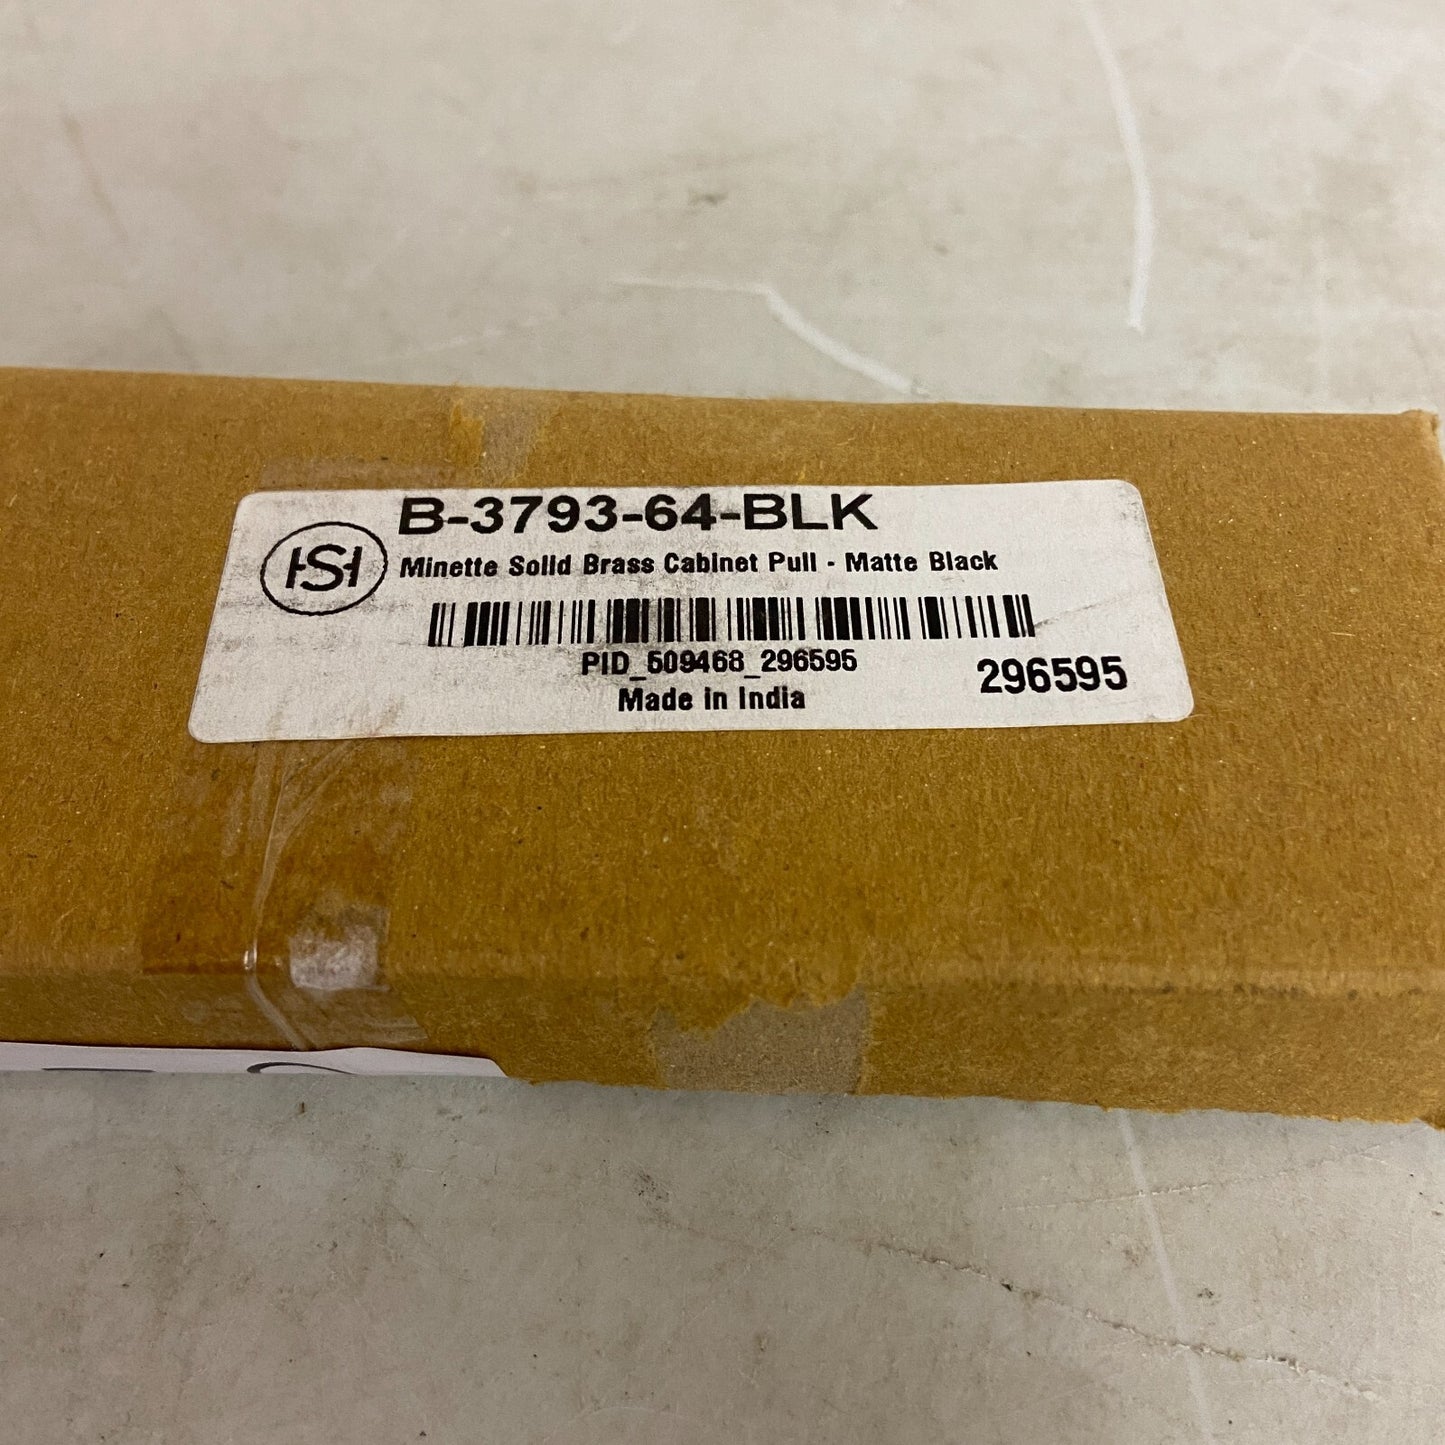 B-3793-64-BLK
HSH
Minette Solid Brass Cabinet Pull - Matte Black
PID_509468_296595
296595
Made in India